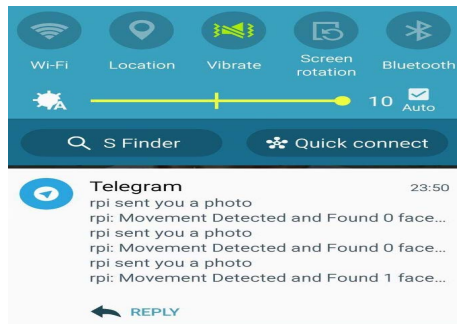 Wi-Fi
Location
Vibrate
Screen
rotation
Bluetooth
A
10
Auto
S Finder
Quick connect
Telegram
23:50
rpi sent you a photo
rpi: Movement Detected and Found 0 face...
rpi sent you a photo
rpi: Movement Detected and Found 0 face...
rpi sent you a photo
rpi: Movement Detected and Found 1 face...
REPLY